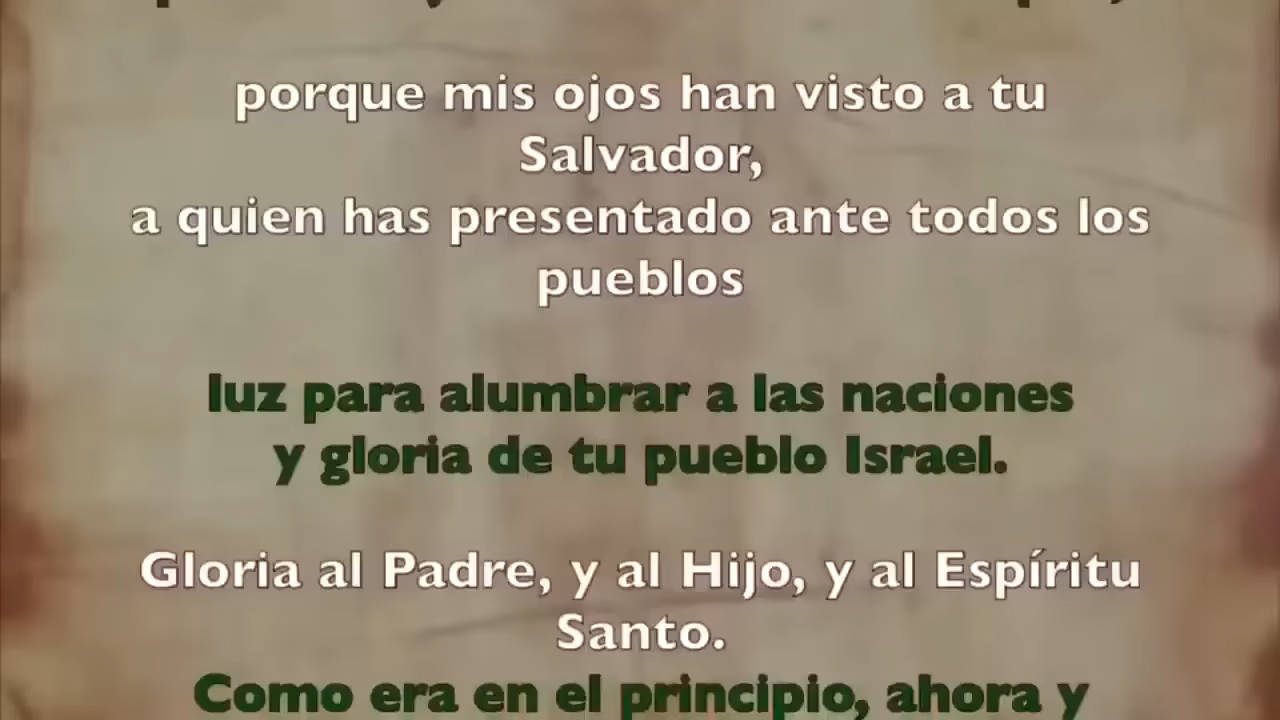 porque mis ojos han visto a tu
Salvador,
a quien has presentado ante todos los
pueblos
luz para alumbrar a las naciones
y gloria de tu pueblo Israel.
Gloria al Padre, y al Hijo, y al Espíritu
Santo.
Como era en el principio, ahora y